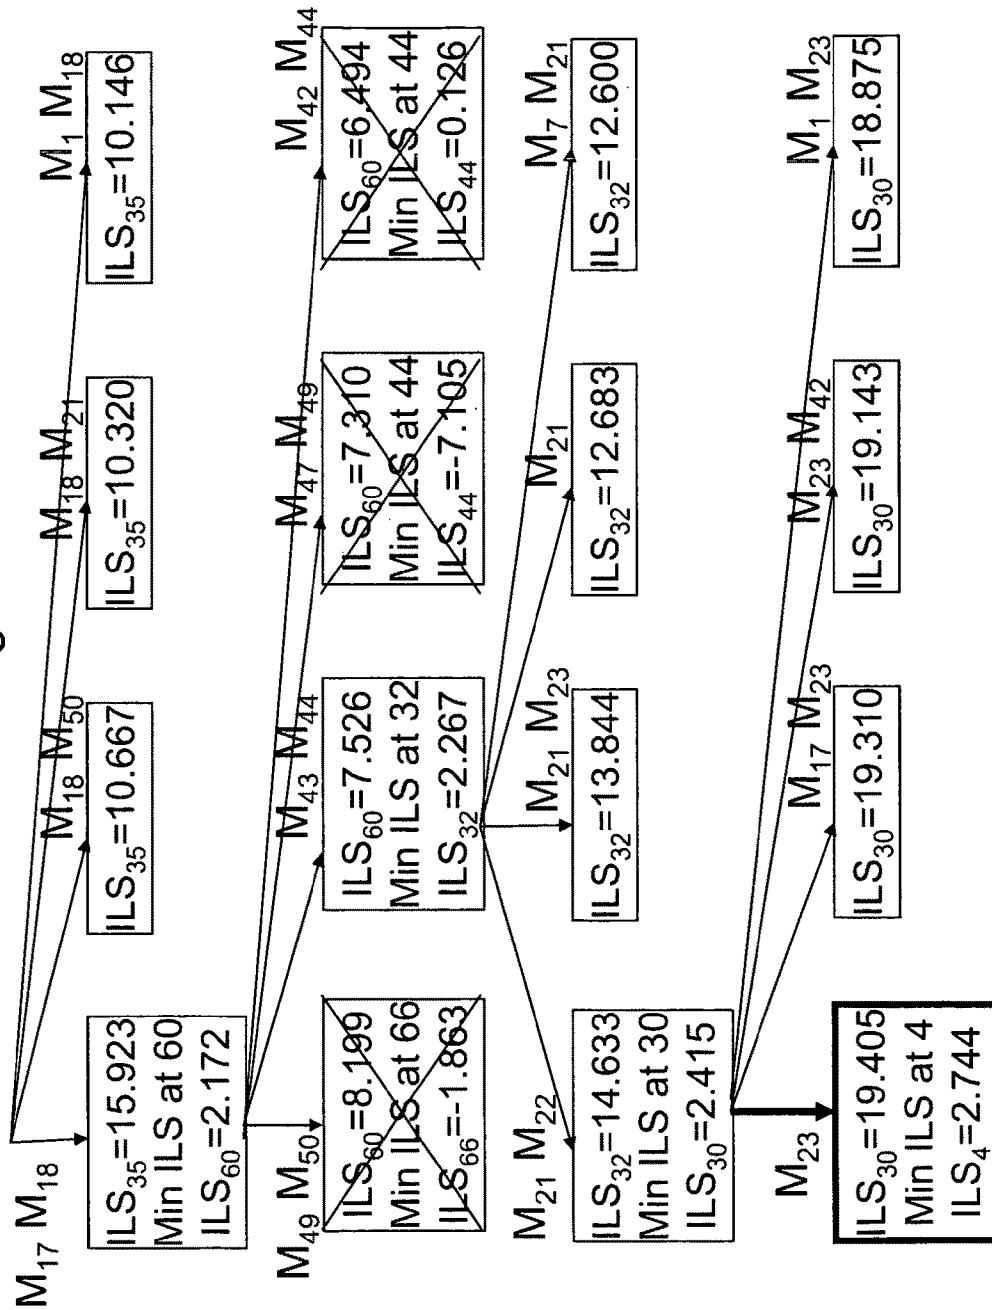 M17 M18
ILS35=15.923
Min ILS at 60
ILS60=2.172
M18 M50
ILS35=10.667
M18 M21
ILS35=10.320
M1 M18
ILS35=10.146
M49 M50
ILS60=8.199
Min ILS at 66
ILS66=-1.863
M43 M44
ILS60=7.526
Min ILS at 32
ILS32=2.267
M47 M49
ILS60=7.310
Min ILS at 44
ILS44=-7.105
M42 M44
ILS60=6.494
Min ILS at 44
ILS44=0.126
M21 M22
ILS32=14.633
Min ILS at 30
ILS30=2.415
M21 M23
ILS32=13.844
M21
ILS32=12.683
M7 M21
ILS32=12.600
M23
ILS30=19.405
Min ILS at 4
ILS4=2.744
M17 M23
ILS30=19.310
M23 M42
ILS30=19.143
M1 M23
ILS30=18.875